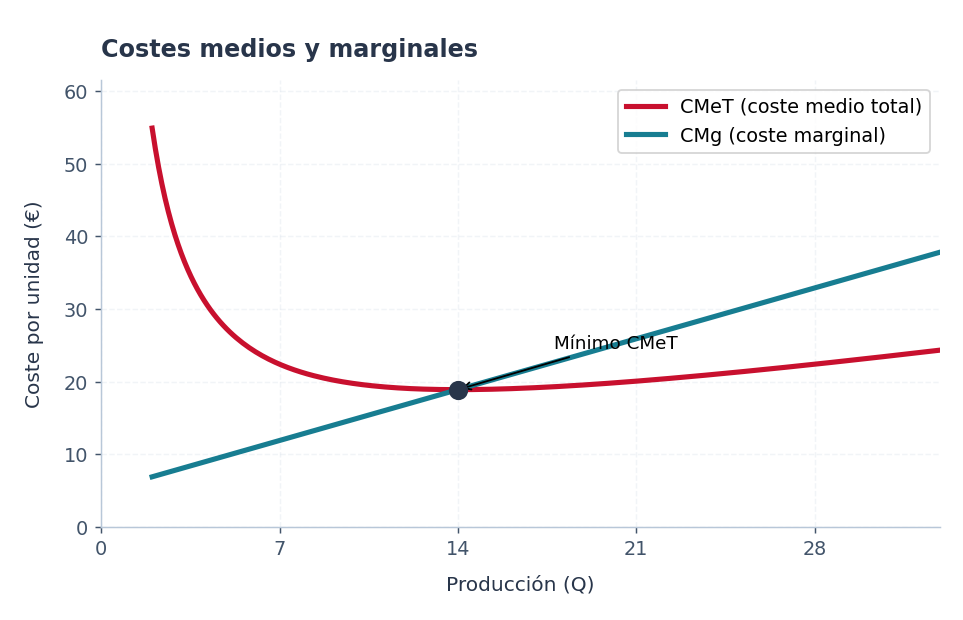 Costes medios y marginales
CMeT (coste medio total)
CMg (coste marginal)
Coste por unidad (€)
60
50
40
30
20
10
0
Mínimo CMeT
0 7 14 21 28
Producción (Q)